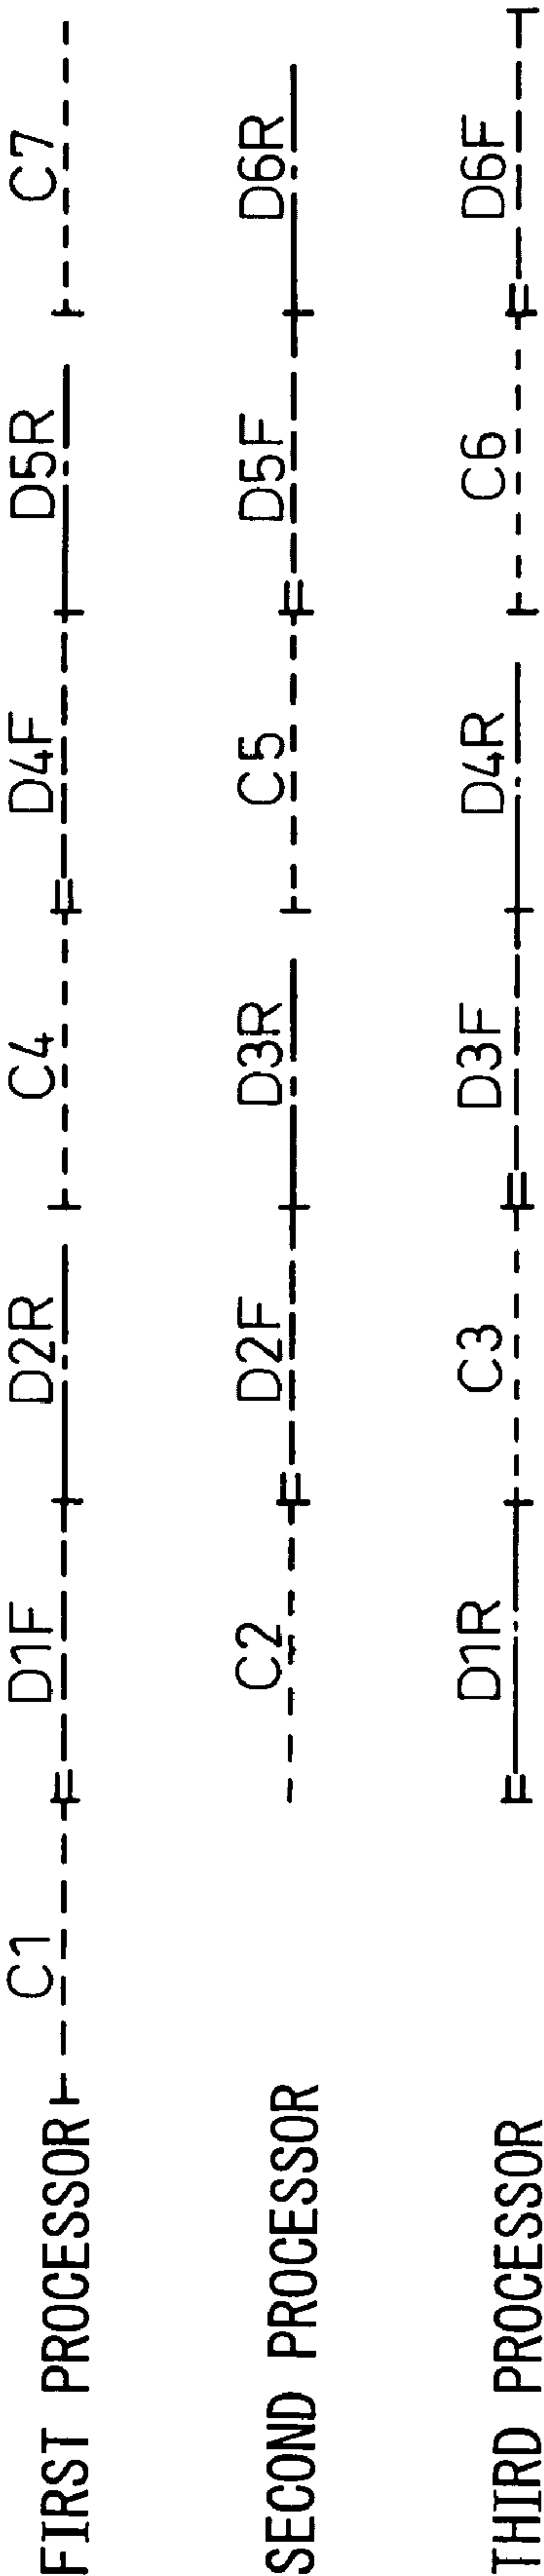 FIRST PROCESSOR C1 D1F D2R C4 D4F D5R C7
SECOND PROCESSOR C2 D2F D3R C5 D5F D6R
THIRD PROCESSOR D1R C3 D3F D4R C6 D6F